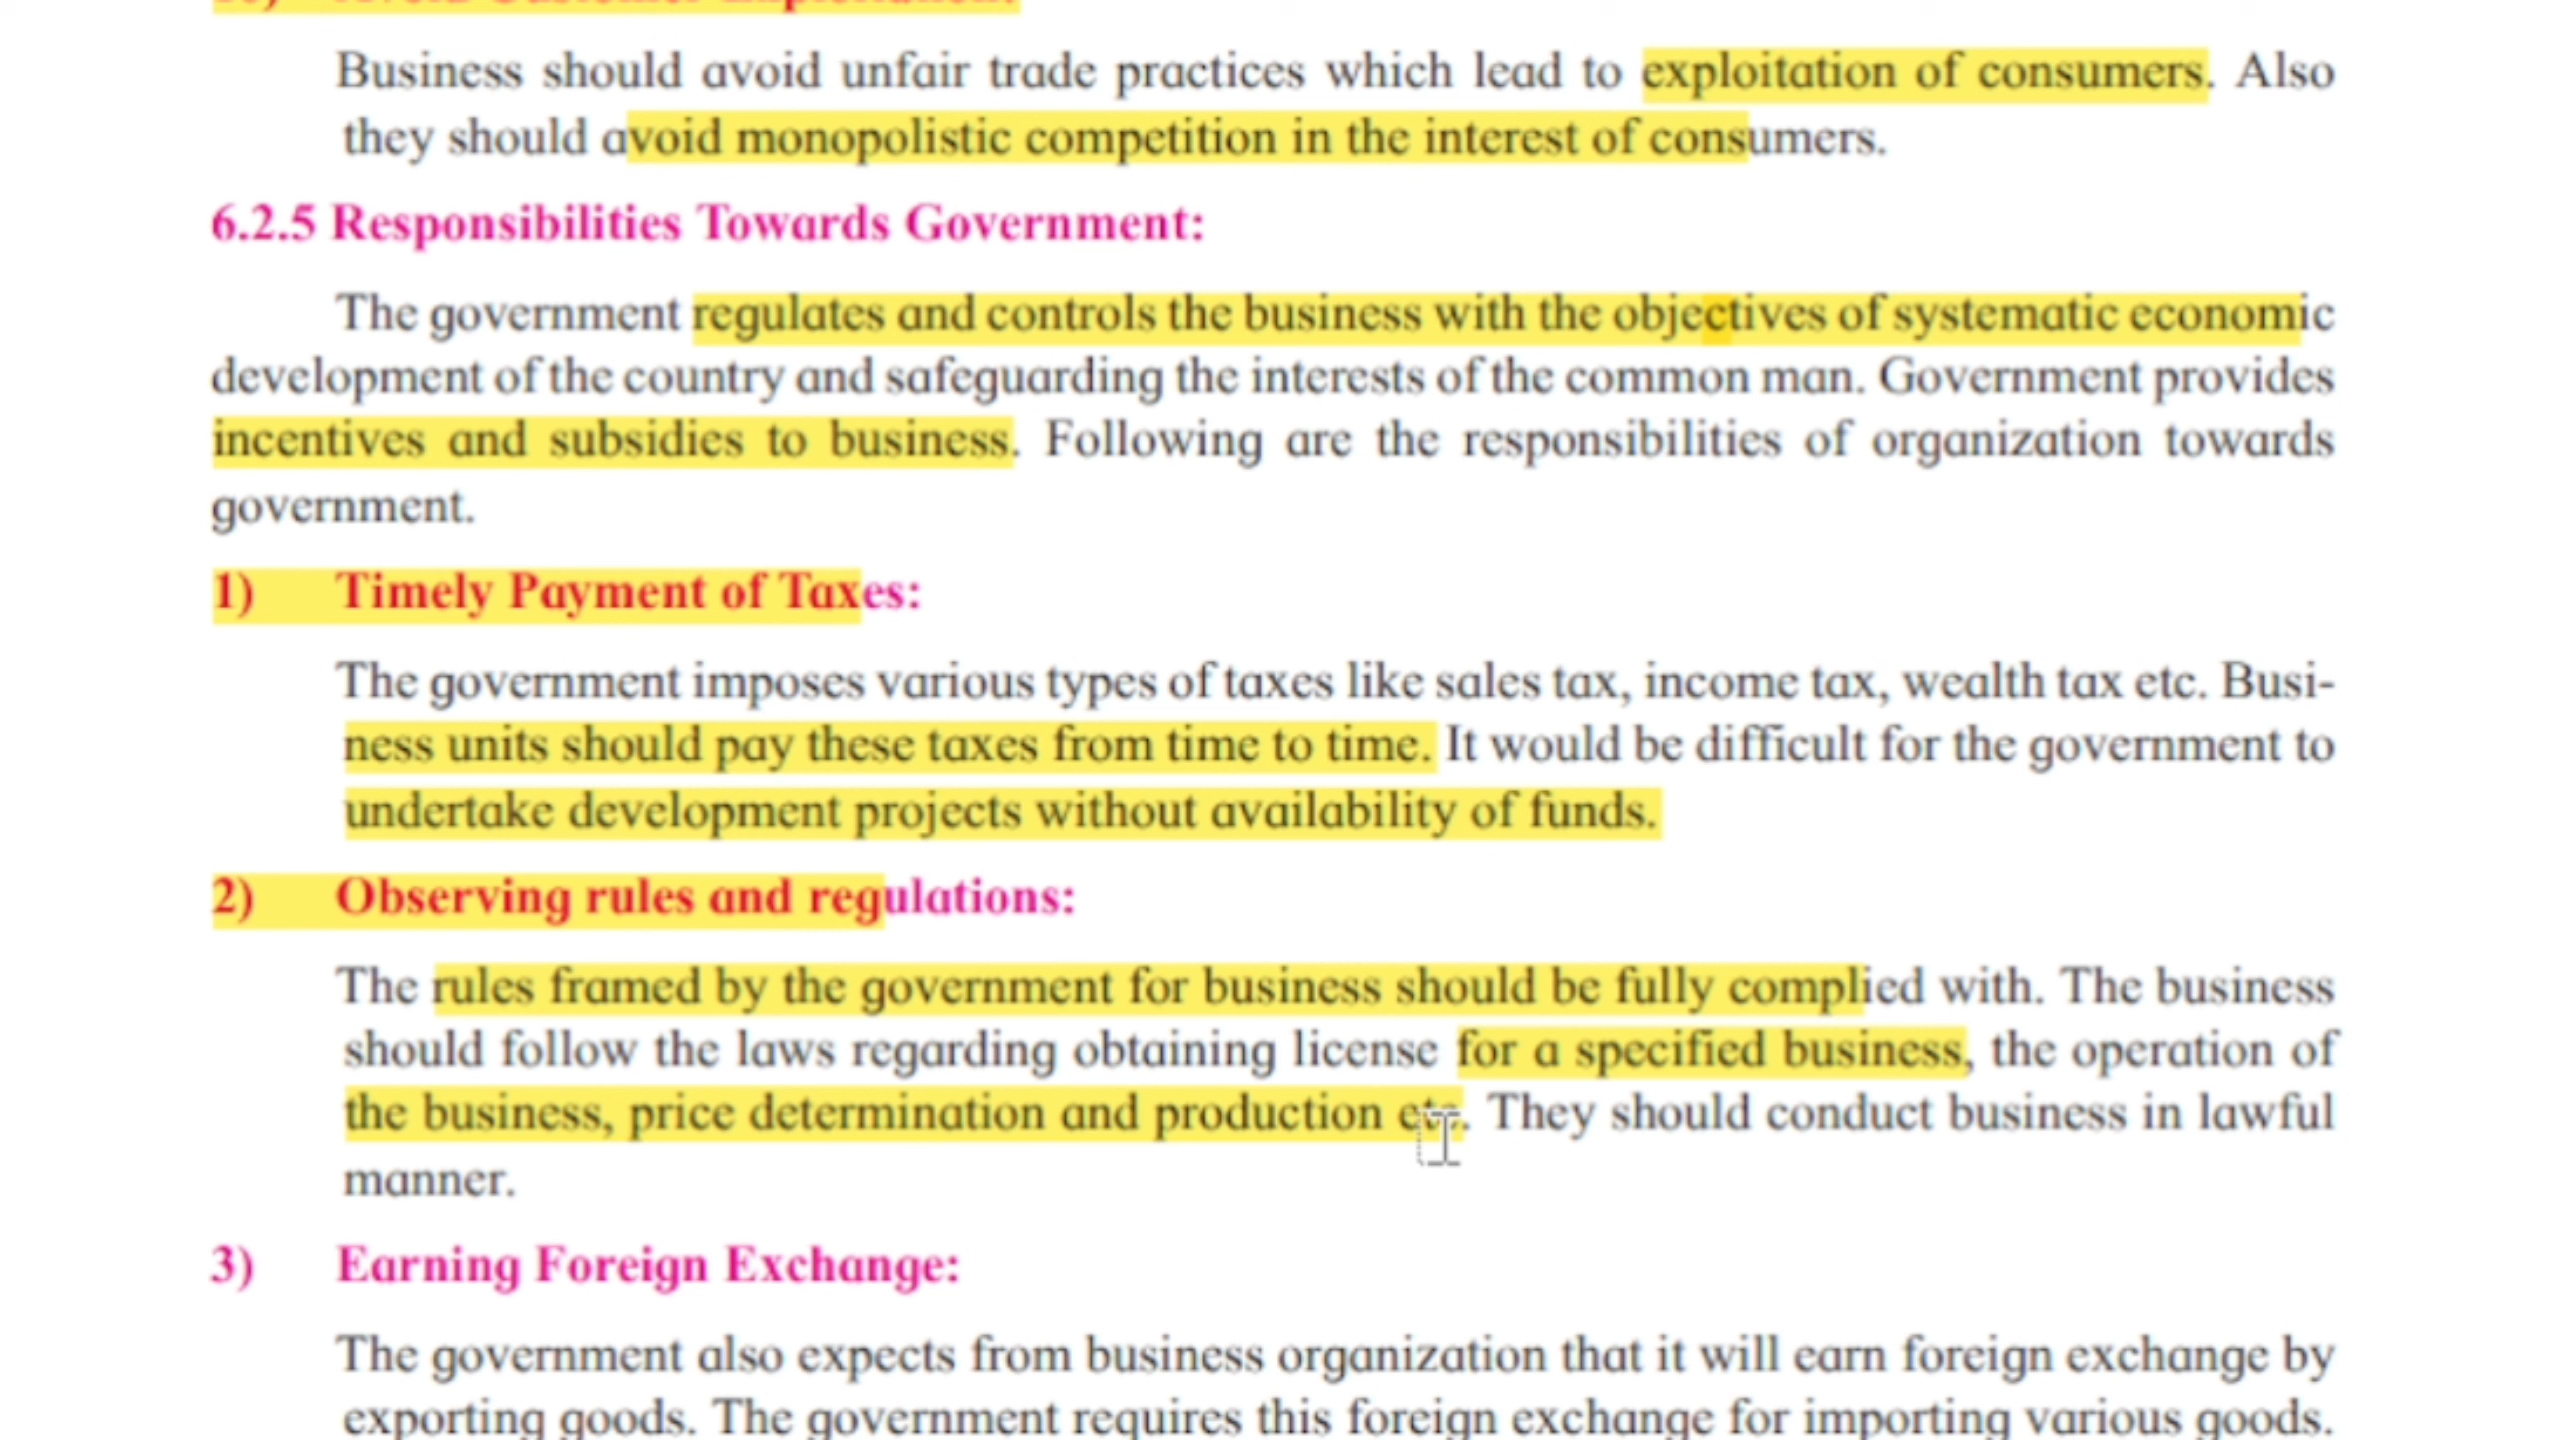 Business should avoid unfair trade practices which lead to exploitation of consumers. Also
they should avoid monopolistic competition in the interest of consumers.
6.2.5 Responsibilities Towards Government:
The government regulates and controls the business with the objectives of systematic economic
development of the country and safeguarding the interests of the common man. Government provides
incentives and subsidies to business. Following are the responsibilities of organization towards
government.
1) Timely Payment of Taxes:
The government imposes various types of taxes like sales tax, income tax, wealth tax etc. Busi-
ness units should pay these taxes from time to time. It would be difficult for the government to
undertake development projects without availability of funds.
2) Observing rules and regulations:
The rules framed by the government for business should be fully complied with. The business
should follow the laws regarding obtaining license for a specified business, the operation of
the business, price determination and production etc. They should conduct business in lawful
manner.
3) Earning Foreign Exchange:
The government also expects from business organization that it will earn foreign exchange by
exporting goods. The government requires this foreign exchange for importing various goods.